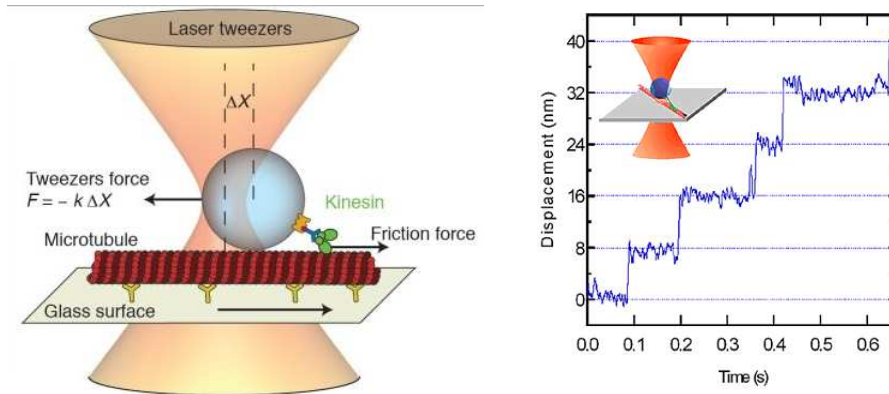 Laser tweezers
ΔX
Tweezers force
F = – k ΔX
Kinesin
Microtubule
Friction force
Glass surface
Displacement (nm)
40
32
24
16
8
0
0.0 0.1 0.2 0.3 0.4 0.5 0.6
Time (s)